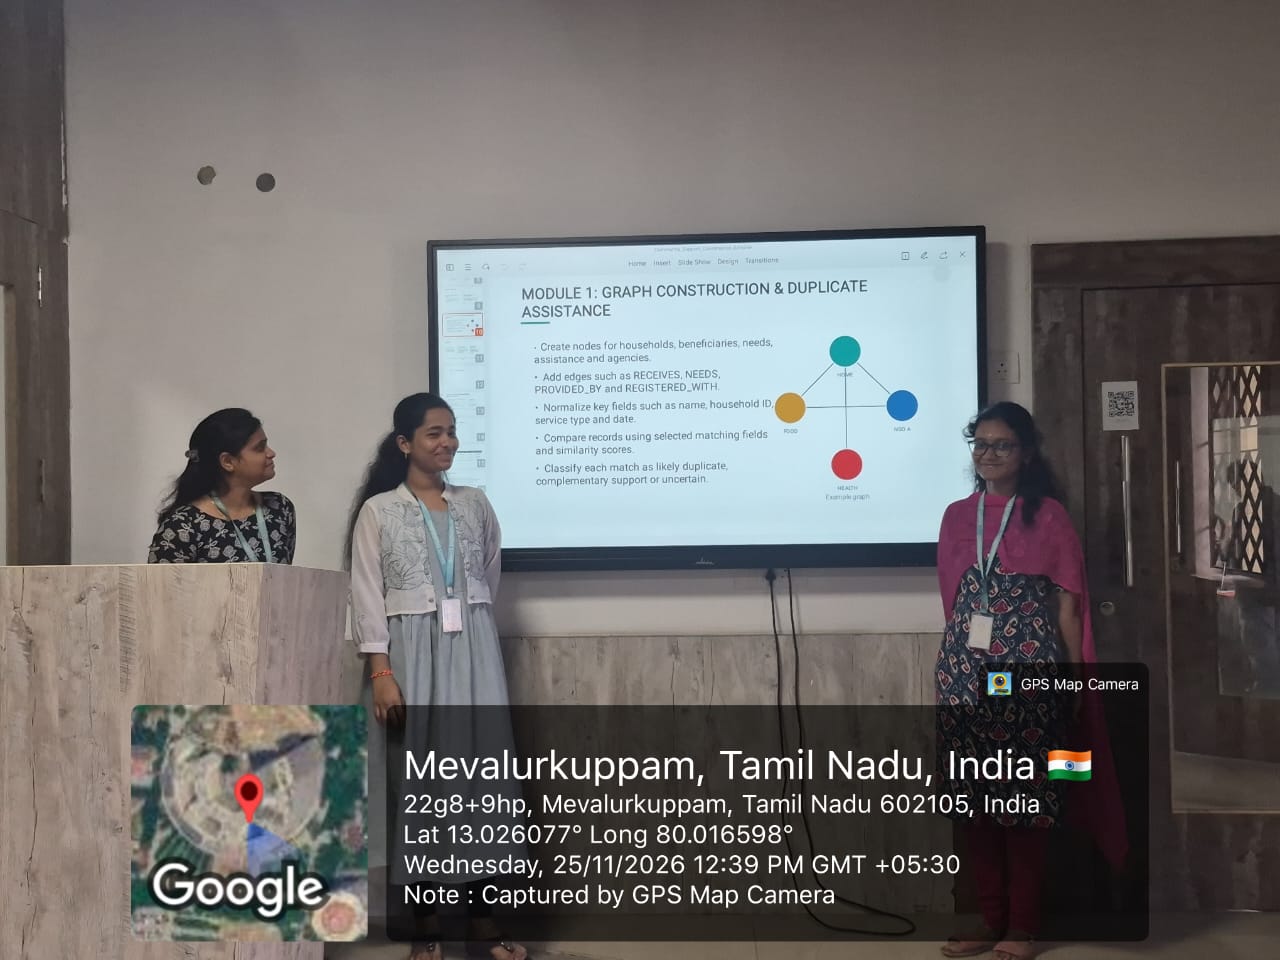 Home Insert Slide Show Design Transitions
MODULE 1: GRAPH CONSTRUCTION & DUPLICATE
ASSISTANCE
• Create nodes for households, beneficiaries, needs,
assistance and agencies.
• Add edges such as RECEIVES, NEEDS,
PROVIDED_BY and REGISTERED_WITH.
• Normalize key fields such as name, household ID,
service type and date.
• Compare records using selected matching fields
and similarity scores.
• Classify each match as likely duplicate,
complementary support or uncertain.
HOME
FOOD
NGO A
HEALTH
Example graph
GPS Map Camera
Google
Mevalurkuppam, Tamil Nadu, India
22g8+9hp, Mevalurkuppam, Tamil Nadu 602105, India
Lat 13.026077° Long 80.016598°
Wednesday, 25/11/2026 12:39 PM GMT +05:30
Note : Captured by GPS Map Camera